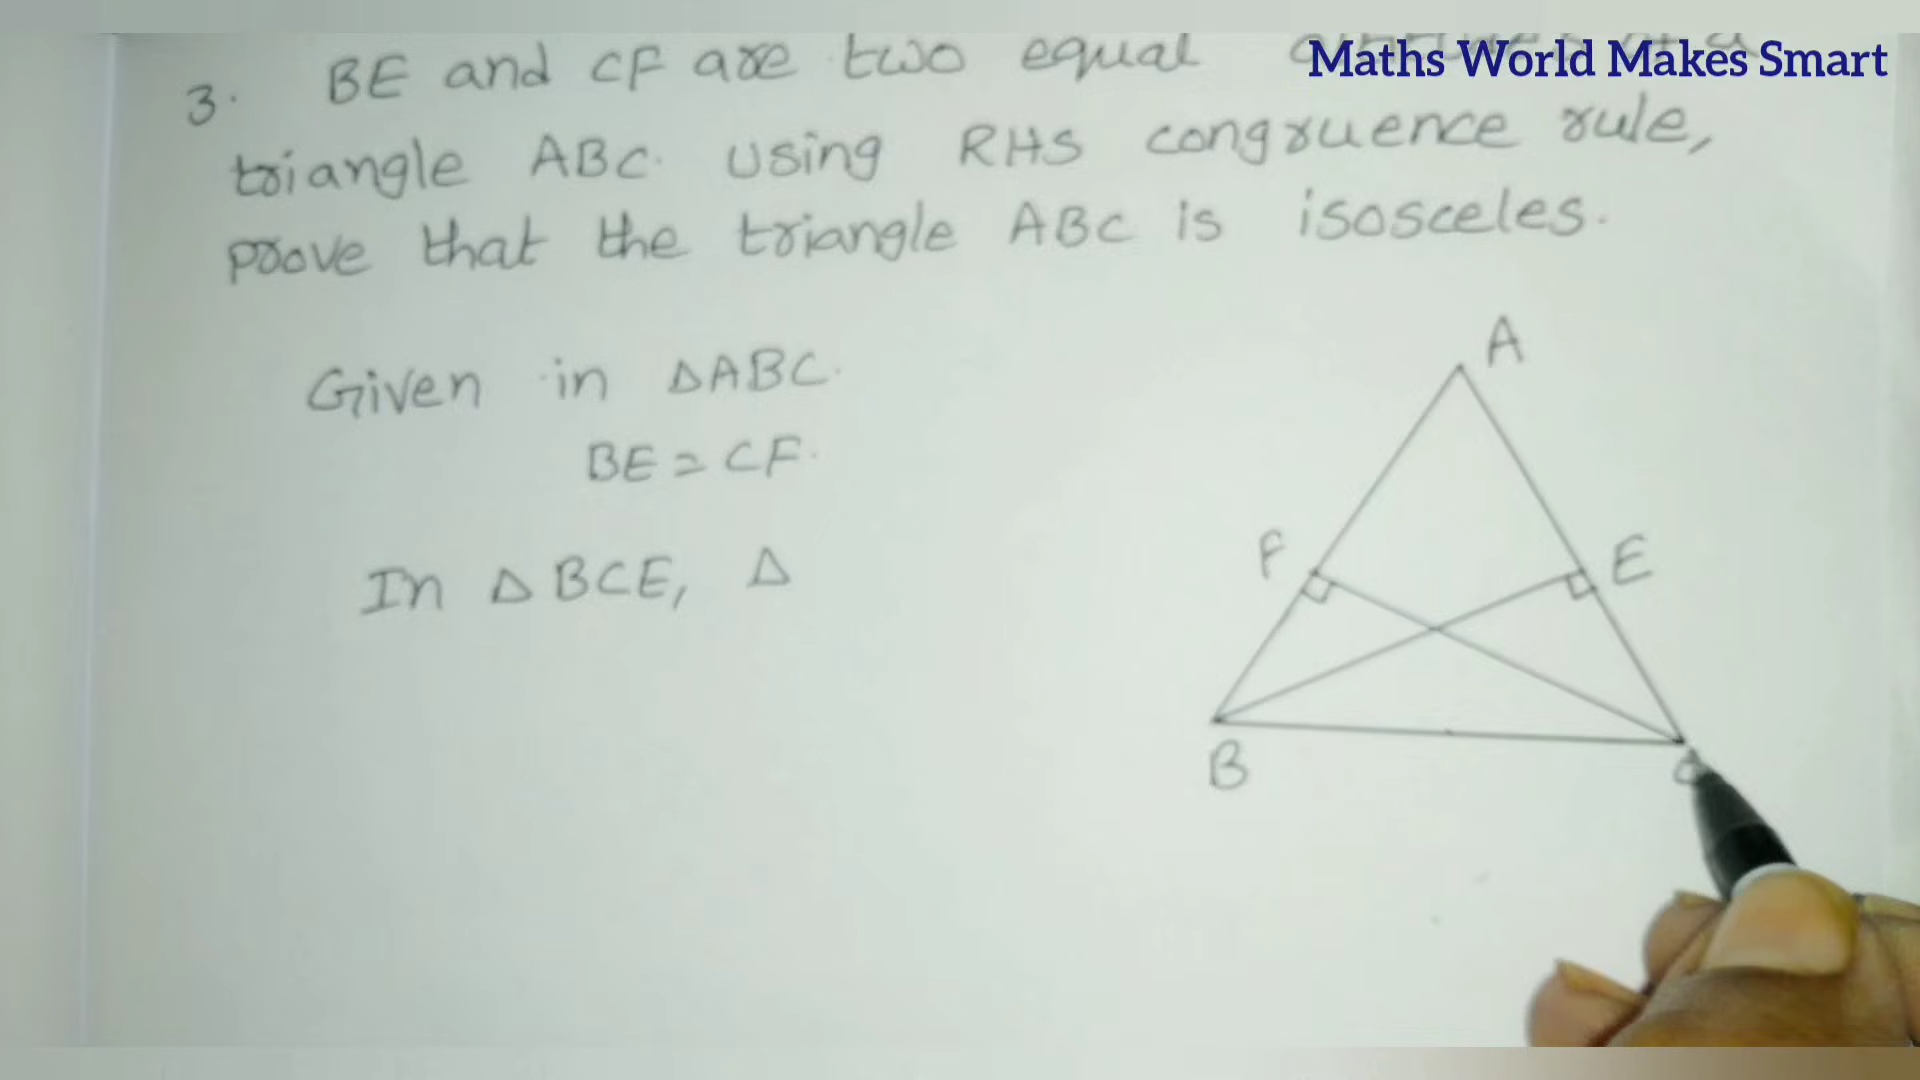 Maths World Makes Smart
3. BE and CF are two equal
triangle ABC. Using RHS congruence rule,
prove that the triangle ABC is isosceles.
Given in ΔABC.
BE = CF.
In Δ BCE, Δ
A
F
E
B